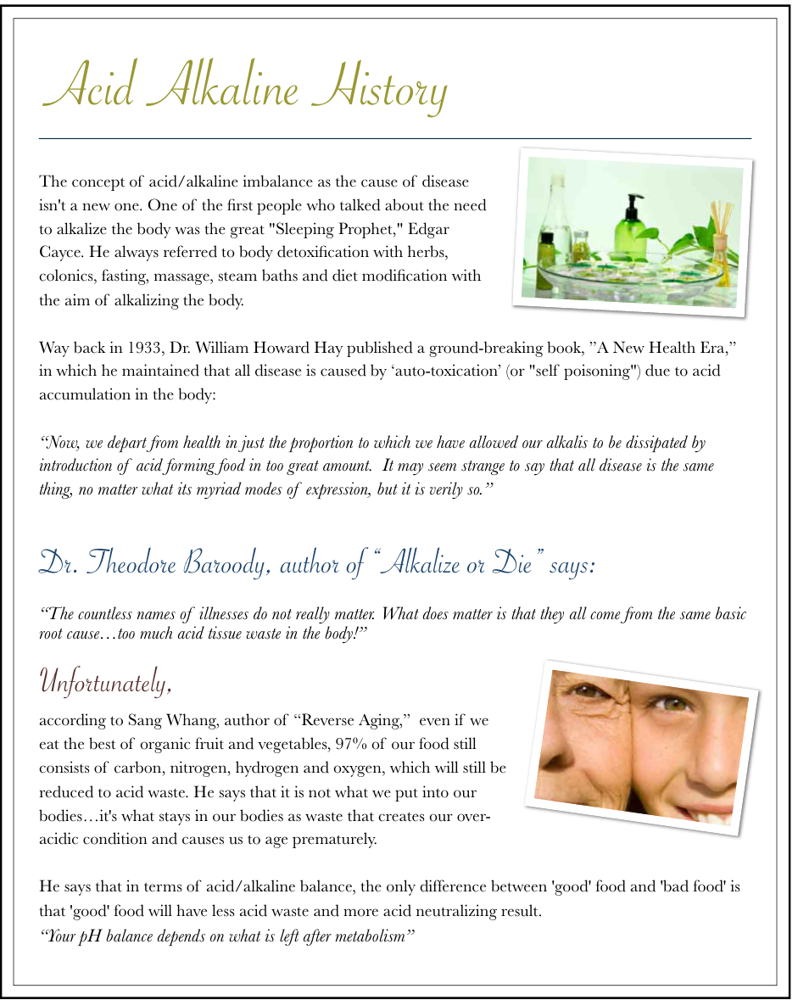 Acid Alkaline History
The concept of acid/alkaline imbalance as the cause of disease
isn't a new one. One of the first people who talked about the need
to alkalize the body was the great "Sleeping Prophet," Edgar
Cayce. He always referred to body detoxification with herbs,
colonics, fasting, massage, steam baths and diet modification with
the aim of alkalizing the body.
Way back in 1933, Dr. William Howard Hay published a ground-breaking book, ”A New Health Era,”
in which he maintained that all disease is caused by ‘auto-toxication’ (or "self poisoning") due to acid
accumulation in the body:
“Now, we depart from health in just the proportion to which we have allowed our alkalis to be dissipated by
introduction of acid forming food in too great amount.  It may seem strange to say that all disease is the same
thing, no matter what its myriad modes of expression, but it is verily so.”
Dr. Theodore Baroody, author of “Alkalize or Die” says:
“The countless names of illnesses do not really matter. What does matter is that they all come from the same basic
root cause…too much acid tissue waste in the body!”
Unfortunately,
according to Sang Whang, author of “Reverse Aging,”  even if we
eat the best of organic fruit and vegetables, 97% of our food still
consists of carbon, nitrogen, hydrogen and oxygen, which will still be
reduced to acid waste. He says that it is not what we put into our
bodies…it's what stays in our bodies as waste that creates our over-
acidic condition and causes us to age prematurely.
He says that in terms of acid/alkaline balance, the only difference between 'good' food and 'bad food' is
that 'good' food will have less acid waste and more acid neutralizing result.
“Your pH balance depends on what is left after metabolism”